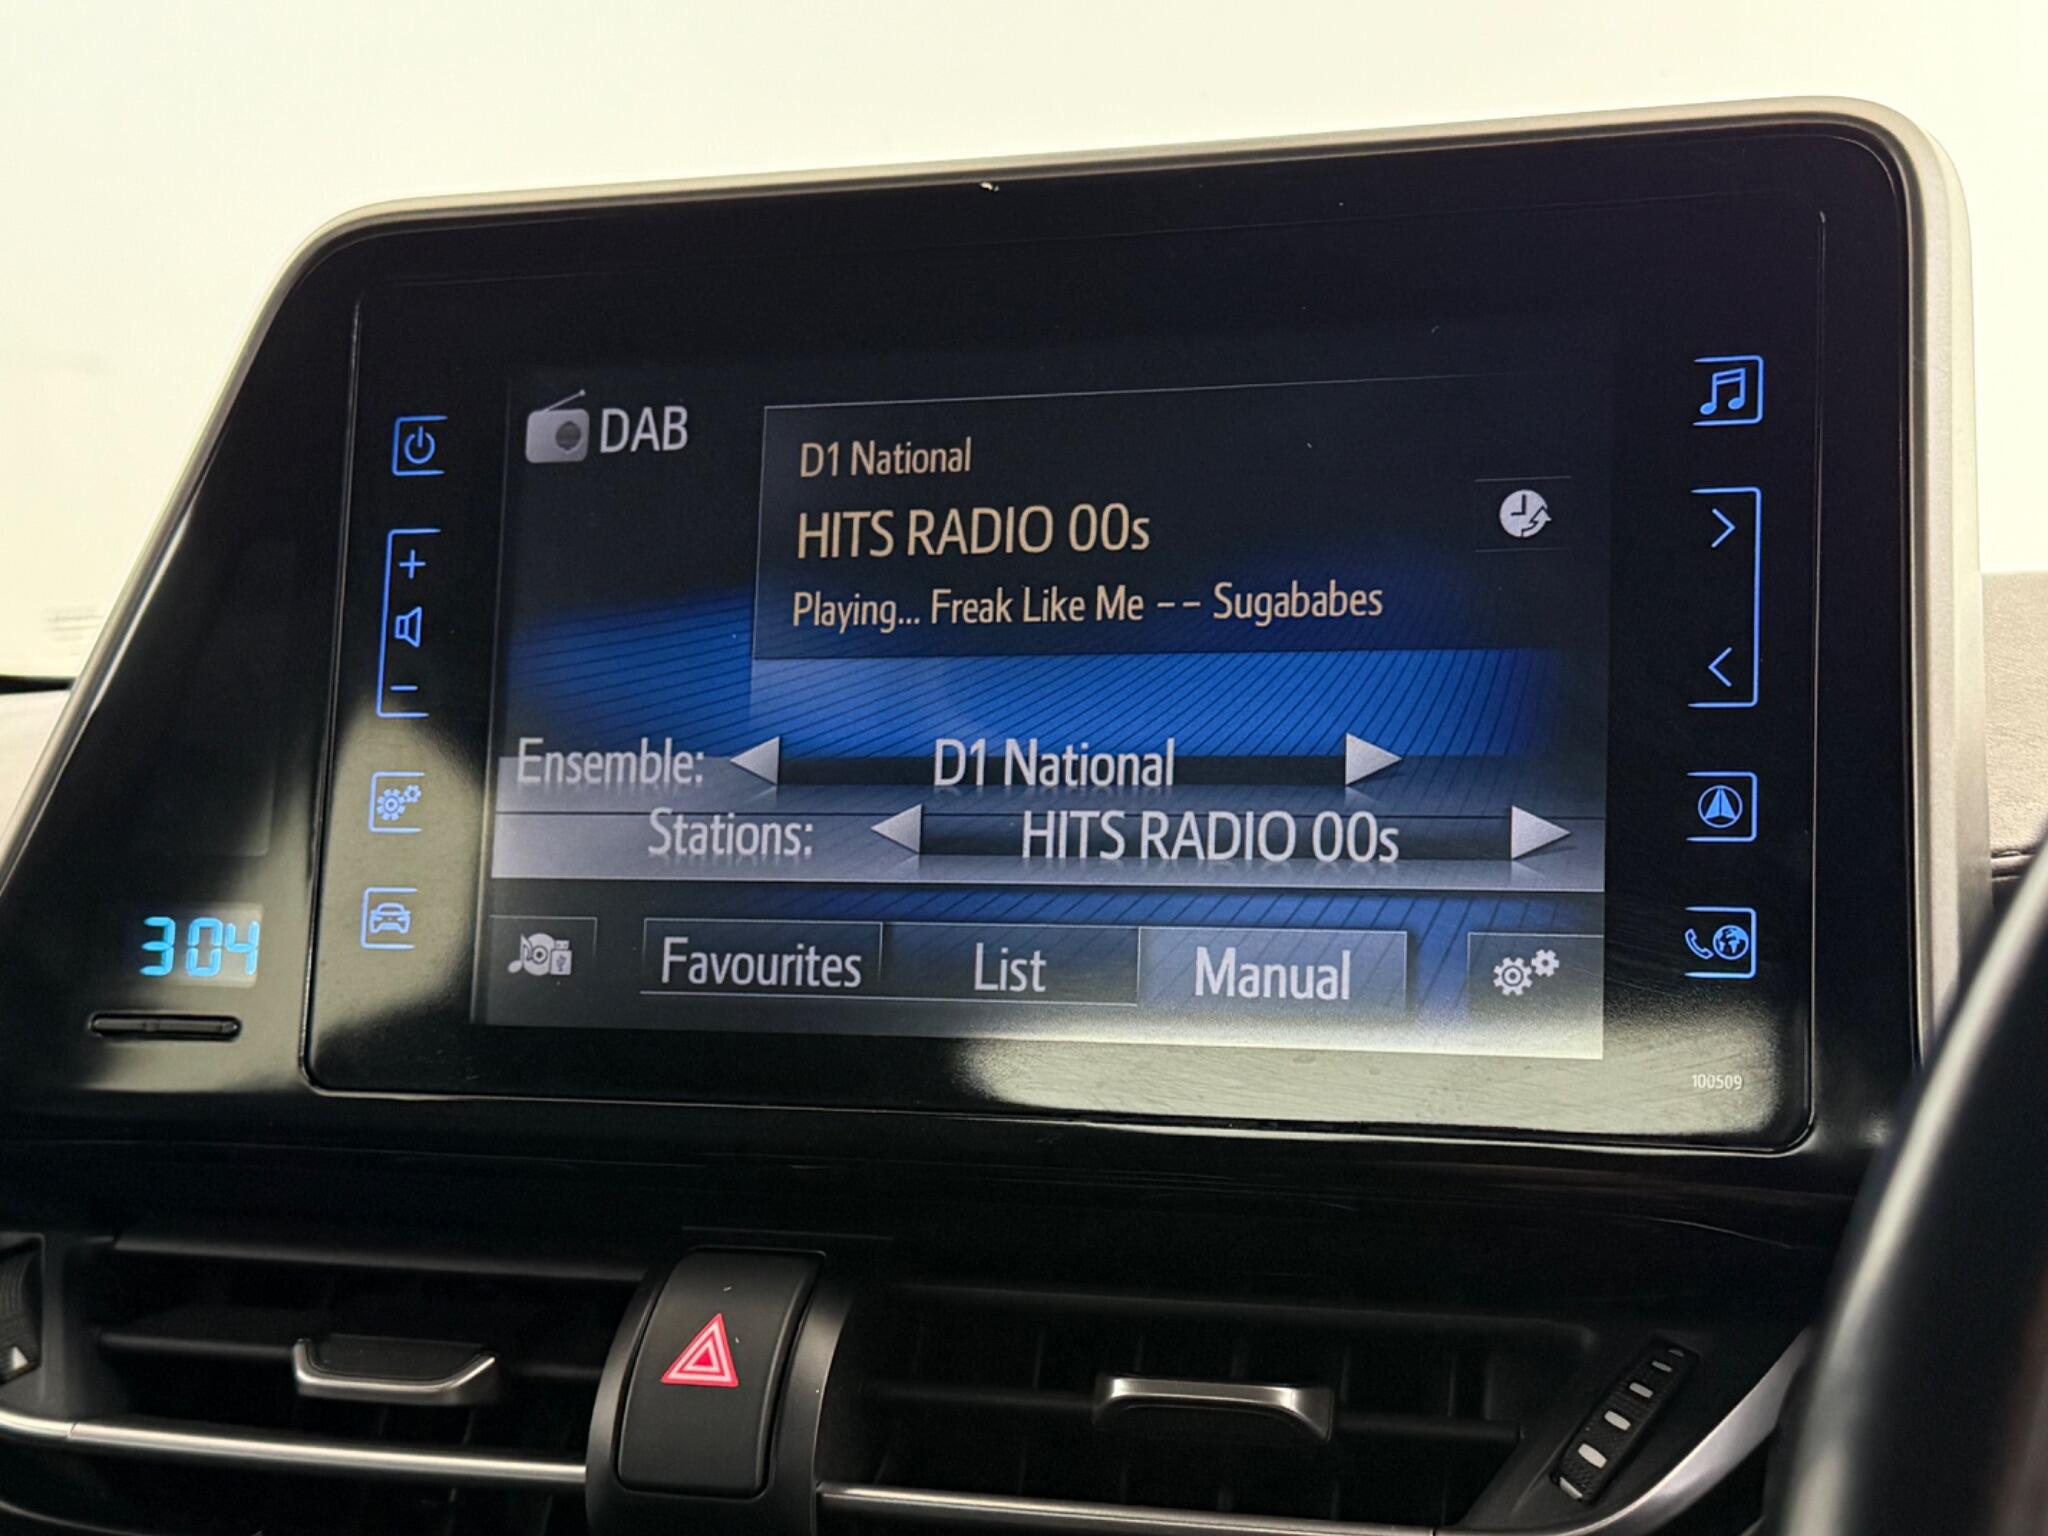 DAB
D1 National
HITS RADIO 00s
Playing... Freak Like Me -- Sugababes
Ensemble: D1 National
Stations: HITS RADIO 00s
Favourites List Manual
304
100509